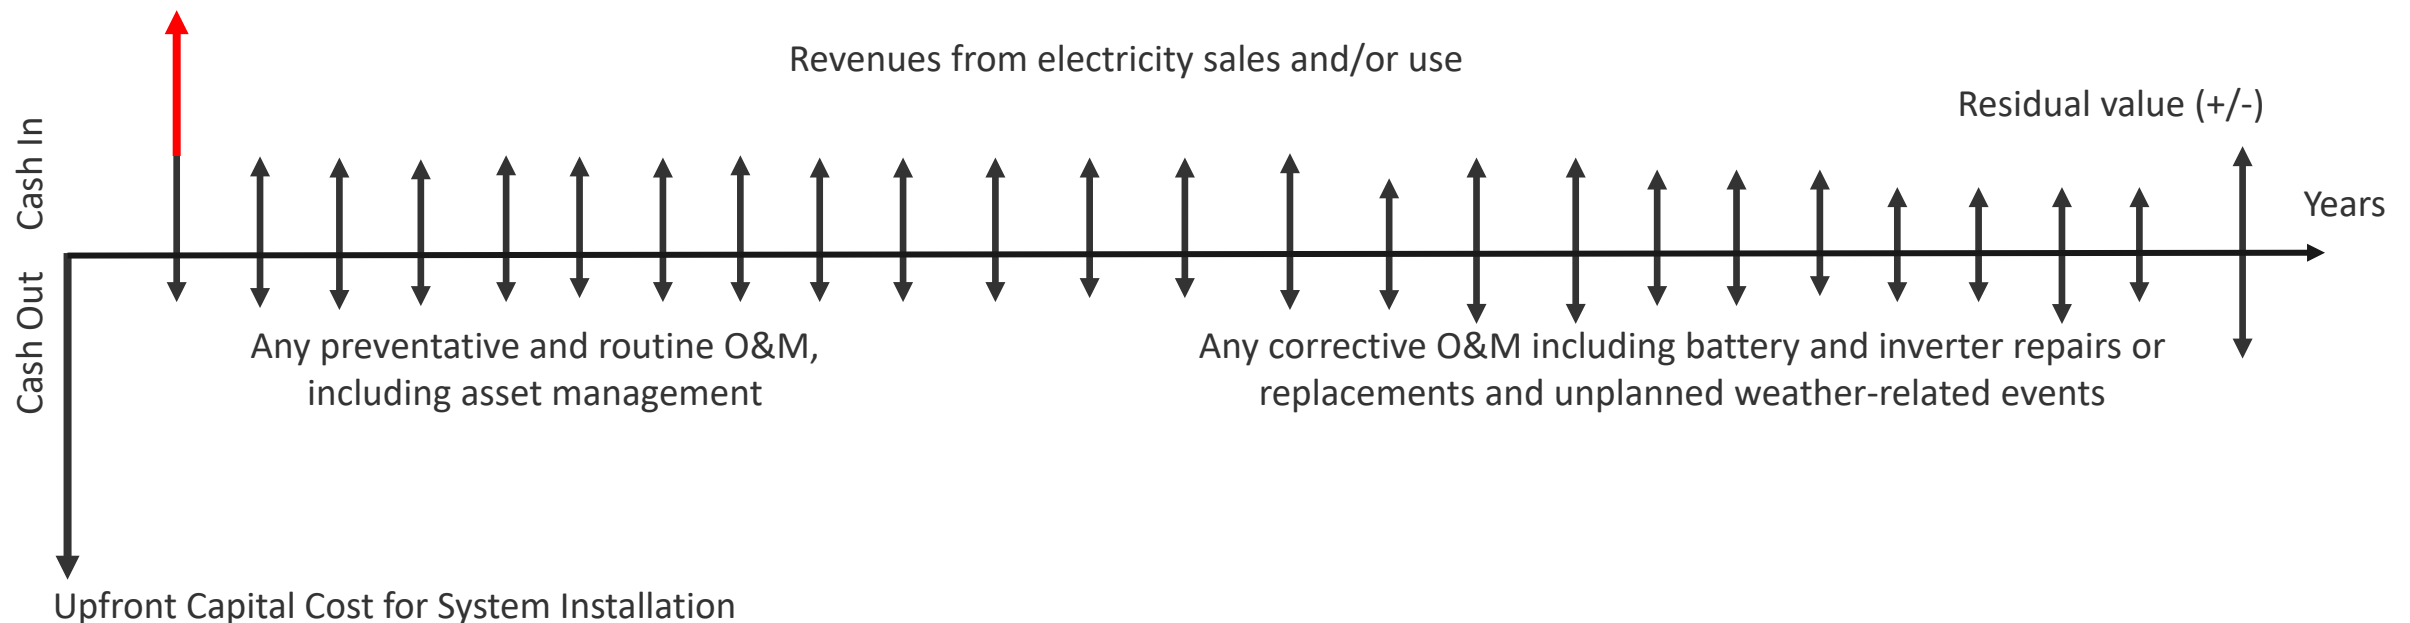 Revenues from electricity sales and/or use
Residual value (+/-)
Cash In
Years
Cash Out
Any preventative and routine O&M,
including asset management
Any corrective O&M including battery and inverter repairs or
replacements and unplanned weather-related events
Upfront Capital Cost for System Installation